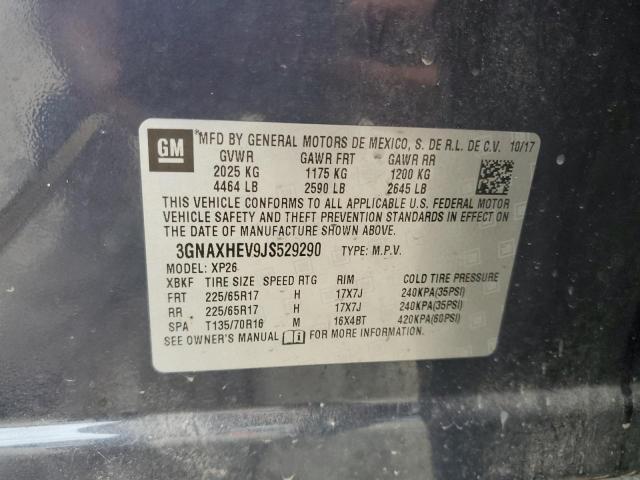 GM *MFD BY GENERAL MOTORS DE MEXICO, S. DE R.L. DE C.V. 10/17
GVWR GAWR FRT GAWR RR
2025 KG 1175 KG 1200 KG
4464 LB 2590 LB 2645 LB
THIS VEHICLE CONFORMS TO ALL APPLICABLE U.S. FEDERAL MOTOR
VEHICLE SAFETY AND THEFT PREVENTION STANDARDS IN EFFECT ON
THE DATE OF MANUFACTURE SHOWN ABOVE.
3GNAXHEV9JS529290 TYPE: M.P.V.
MODEL: XP26
XBKF TIRE SIZE SPEED RTG RIM COLD TIRE PRESSURE
FRT 225/65R17 H 17X7J 240KPA(35PSI)
RR 225/65R17 H 17X7J 240KPA(35PSI)
SPA T135/70R16 M 16X4BT 420KPA(60PSI)
SEE OWNER'S MANUAL i FOR MORE INFORMATION.